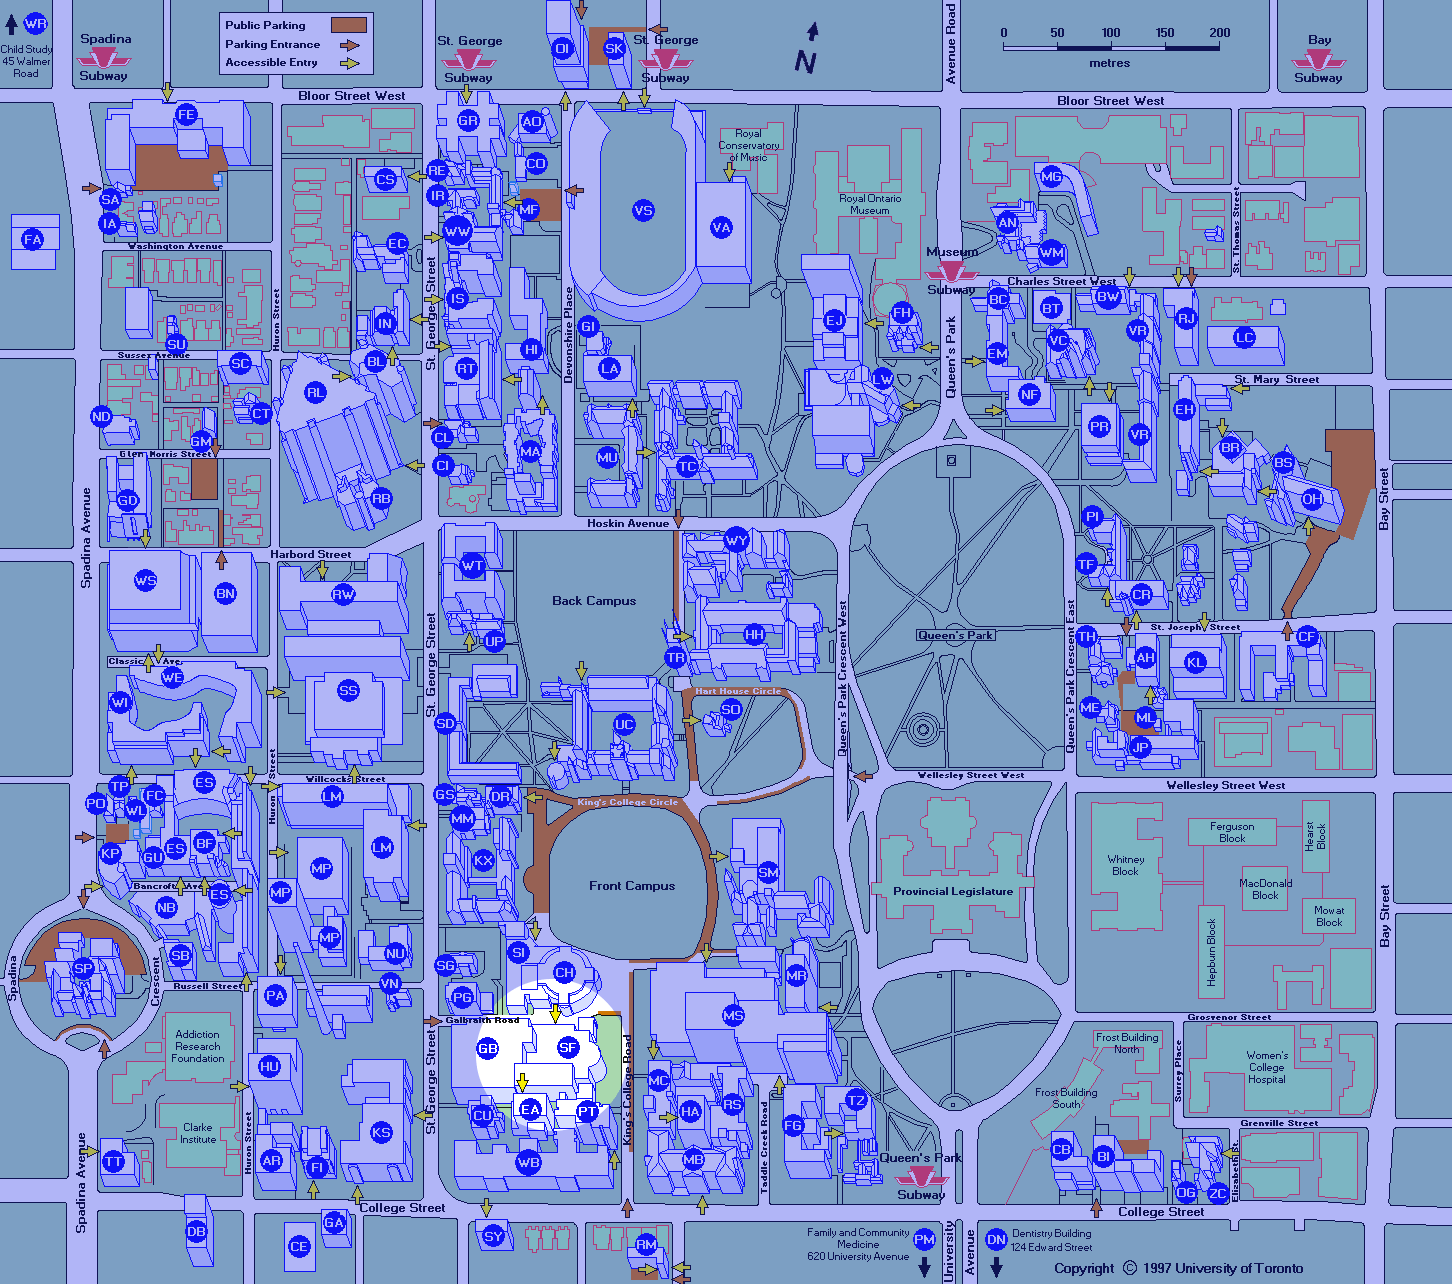 WR
Child Study
45 Walmer
Road
Spadina
Subway
Public Parking
Parking Entrance
Accessible Entry
St. George
Subway
OI
SK
St. George
Subway
N
Avenue Road
0 50 100 150 200
metres
Bay
Subway
Bloor Street West
Bloor Street West
FE
GR
AO
CO
Royal
Conservatory
of Music
RE
CS
IR
MF
SA
IA
FA
WW
VS
VA
Royal Ontario
Museum
MG
AN
WM
St. Thomas Street
Washington Avenue
EC
Museum
Subway
Charles Street West
IS
IN
St. George Street
Huron Street
Devonshire Place
GI
EJ
FH
BC
BT
BW
VR
RJ
LC
SU
Sussex Avenue
SC
BL
HI
RT
LA
LW
Queen's Park
EM
VC
NF
St. Mary Street
RL
ND
CT
GM
Glen Morris Street
CL
CI
MA
MU
TC
PR
VR
EH
BR
BS
OH
GD
RB
Spadina Avenue
Bay Street
PI
Hoskin Avenue
Harbord Street
WS
BN
RW
WT
WY
Back Campus
TF
CR
UP
HH
TR
Queen's Park
Queen's Park Crescent West
Queen's Park Crescent East
St. Joseph Street
TH
AH
KL
CF
WE
WI
SS
St. George Street
Hart House Circle
SD
UC
SO
ME
ML
JP
Willcocks Street
Wellesley Street West
Wellesley Street West
TP
PO
WL
FC
ES
LM
GS
DR
King's College Circle
MM
KP
GU
ES
BF
LM
KX
Huron Street
MP
SM
Front Campus
Provincial Legislature
Whitney
Block
Ferguson
Block
Hearst
Block
MacDonald
Block
Mowat
Block
Hepburn Block
ES
MP
NB
MP
Bay Street
SP
SB
NU
SG
SI
CH
MR
Spadina
Crescent
Russell Street
VN
PA
PG
MS
Galbraith Road
GB
SF
Grosvenor Street
Addiction
Research
Foundation
Frost Building
North
Women's
College
Hospital
Surrey Place
HU
St. George Street
King's College Road
MC
Frost Building
South
CU
EA
PT
HA
RS
TZ
FG
Clarke
Institute
KS
Huron Street
Taddle Creek Road
Grenville Street
Spadina Avenue
TT
AR
FI
WB
MB
Queen's Park
Subway
CB
BI
OG
ZC
Elizabeth St.
College Street
College Street
DB
GA
CE
SY
RM
Family and Community
Medicine
620 University Avenue
PM
University
Avenue
DN
Dentistry Building
124 Edward Street
Copyright © 1997 University of Toronto